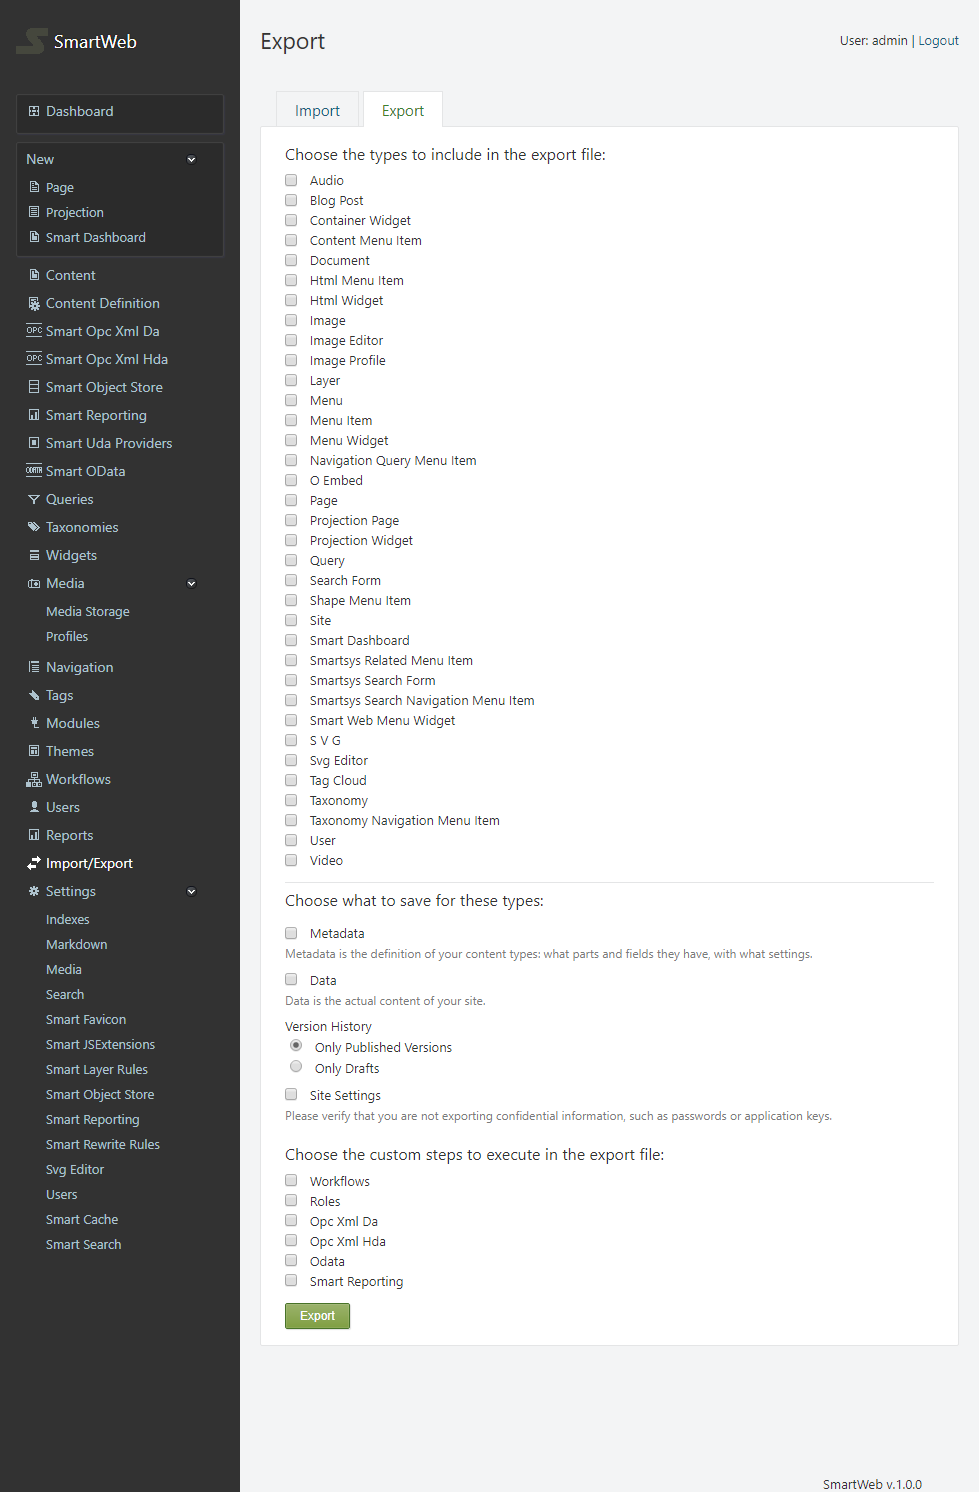 SmartWeb
Dashboard
New
Page
Projection
Smart Dashboard
Content
Content Definition
OPC Smart Opc Xml Da
OPC Smart Opc Xml Hda
Smart Object Store
Smart Reporting
Smart Uda Providers
ODATA Smart OData
Queries
Taxonomies
Widgets
Media
Media Storage
Profiles
Navigation
Tags
Modules
Themes
Workflows
Users
Reports
Import/Export
Settings
Indexes
Markdown
Media
Search
Smart Favicon
Smart JSExtensions
Smart Layer Rules
Smart Object Store
Smart Reporting
Smart Rewrite Rules
Svg Editor
Users
Smart Cache
Smart Search
Export
User: admin | Logout
Import
Export
Choose the types to include in the export file:
Audio
Blog Post
Container Widget
Content Menu Item
Document
Html Menu Item
Html Widget
Image
Image Editor
Image Profile
Layer
Menu
Menu Item
Menu Widget
Navigation Query Menu Item
O Embed
Page
Projection Page
Projection Widget
Query
Search Form
Shape Menu Item
Site
Smart Dashboard
Smartsys Related Menu Item
Smartsys Search Form
Smartsys Search Navigation Menu Item
Smart Web Menu Widget
S V G
Svg Editor
Tag Cloud
Taxonomy
Taxonomy Navigation Menu Item
User
Video
Choose what to save for these types:
Metadata
Metadata is the definition of your content types: what parts and fields they have, with what settings.
Data
Data is the actual content of your site.
Version History
Only Published Versions
Only Drafts
Site Settings
Please verify that you are not exporting confidential information, such as passwords or application keys.
Choose the custom steps to execute in the export file:
Workflows
Roles
Opc Xml Da
Opc Xml Hda
Odata
Smart Reporting
Export
SmartWeb v.1.0.0